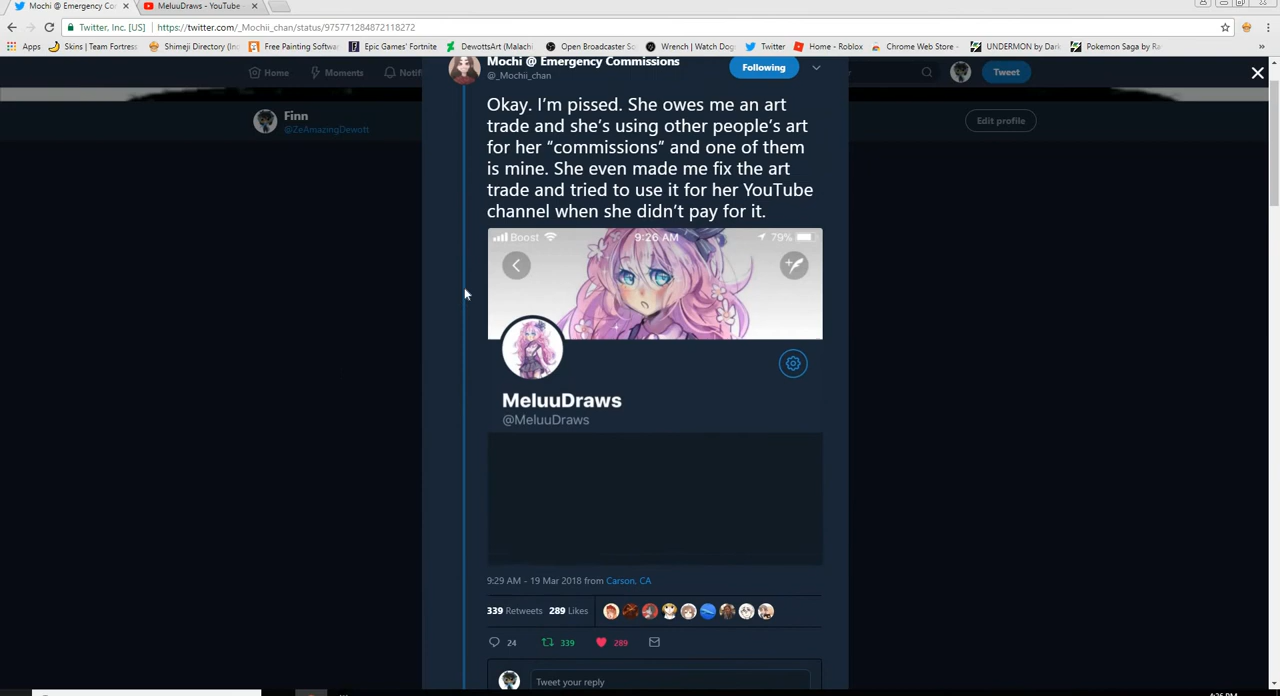 Mochi @ Emergency Co
MeluuDraws - YouTube
Twitter, Inc. [US] https://twitter.com/_Mochii_chan/status/975771284872118272
Apps Skins | Team Fortress Shimeji Directory (In Free Painting Softwa Epic Games' Fortnite DewottsArt (Malachi Open Broadcaster So Wrench | Watch Dog Twitter Home - Roblox Chrome Web Store - UNDERMON by Dark Pokemon Saga by Ra
Home Moments Notif Tweet
Mochi @ Emergency Commissions
@_Mochii_chan
Following
Finn
@ZeAmazingDewott
Edit profile
Okay. I'm pissed. She owes me an art
trade and she's using other people's art
for her “commissions” and one of them
is mine. She even made me fix the art
trade and tried to use it for her YouTube
channel when she didn't pay for it.
Boost 9:26 AM 79%
MeluuDraws
@MeluuDraws
9:29 AM - 19 Mar 2018 from Carson, CA
339 Retweets 289 Likes
24 339 289
Tweet your reply